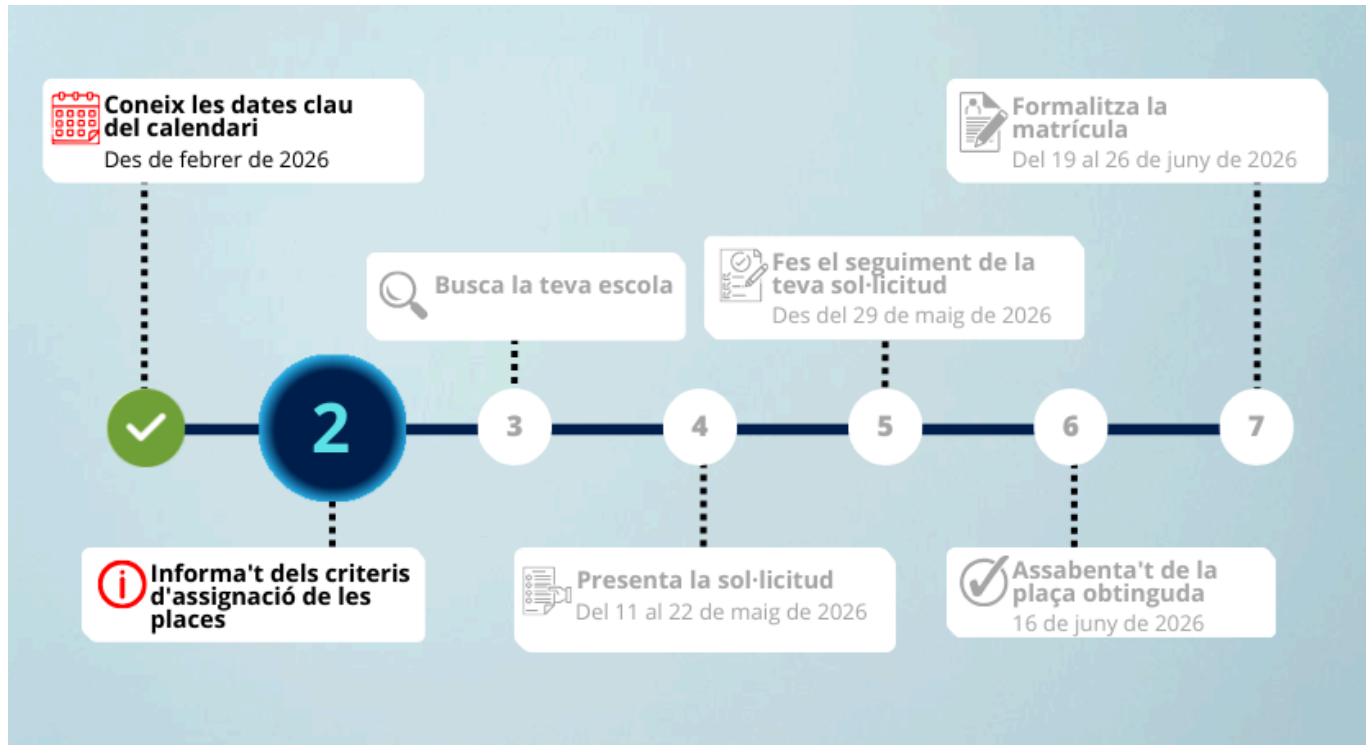 Coneix les dates clau
del calendari
Des de febrer de 2026
Formalitza la
matrícula
Del 19 al 26 de juny de 2026
Busca la teva escola
Fes el seguiment de la
teva sol·licitud
Des del 29 de maig de 2026
2
3
4
5
6
7
Informa't dels criteris
d'assignació de les
places
Presenta la sol·licitud
Del 11 al 22 de maig de 2026
Assabenta't de la
plaça obtinguda
16 de juny de 2026